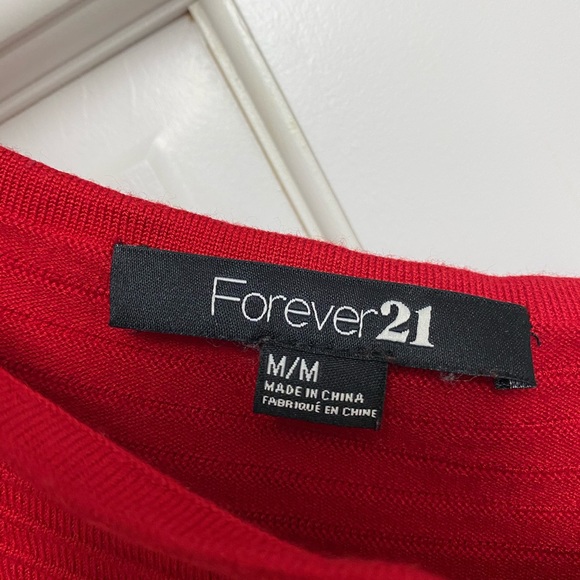 Forever21
M/M
MADE IN CHINA
FABRIQUÉ EN CHINE